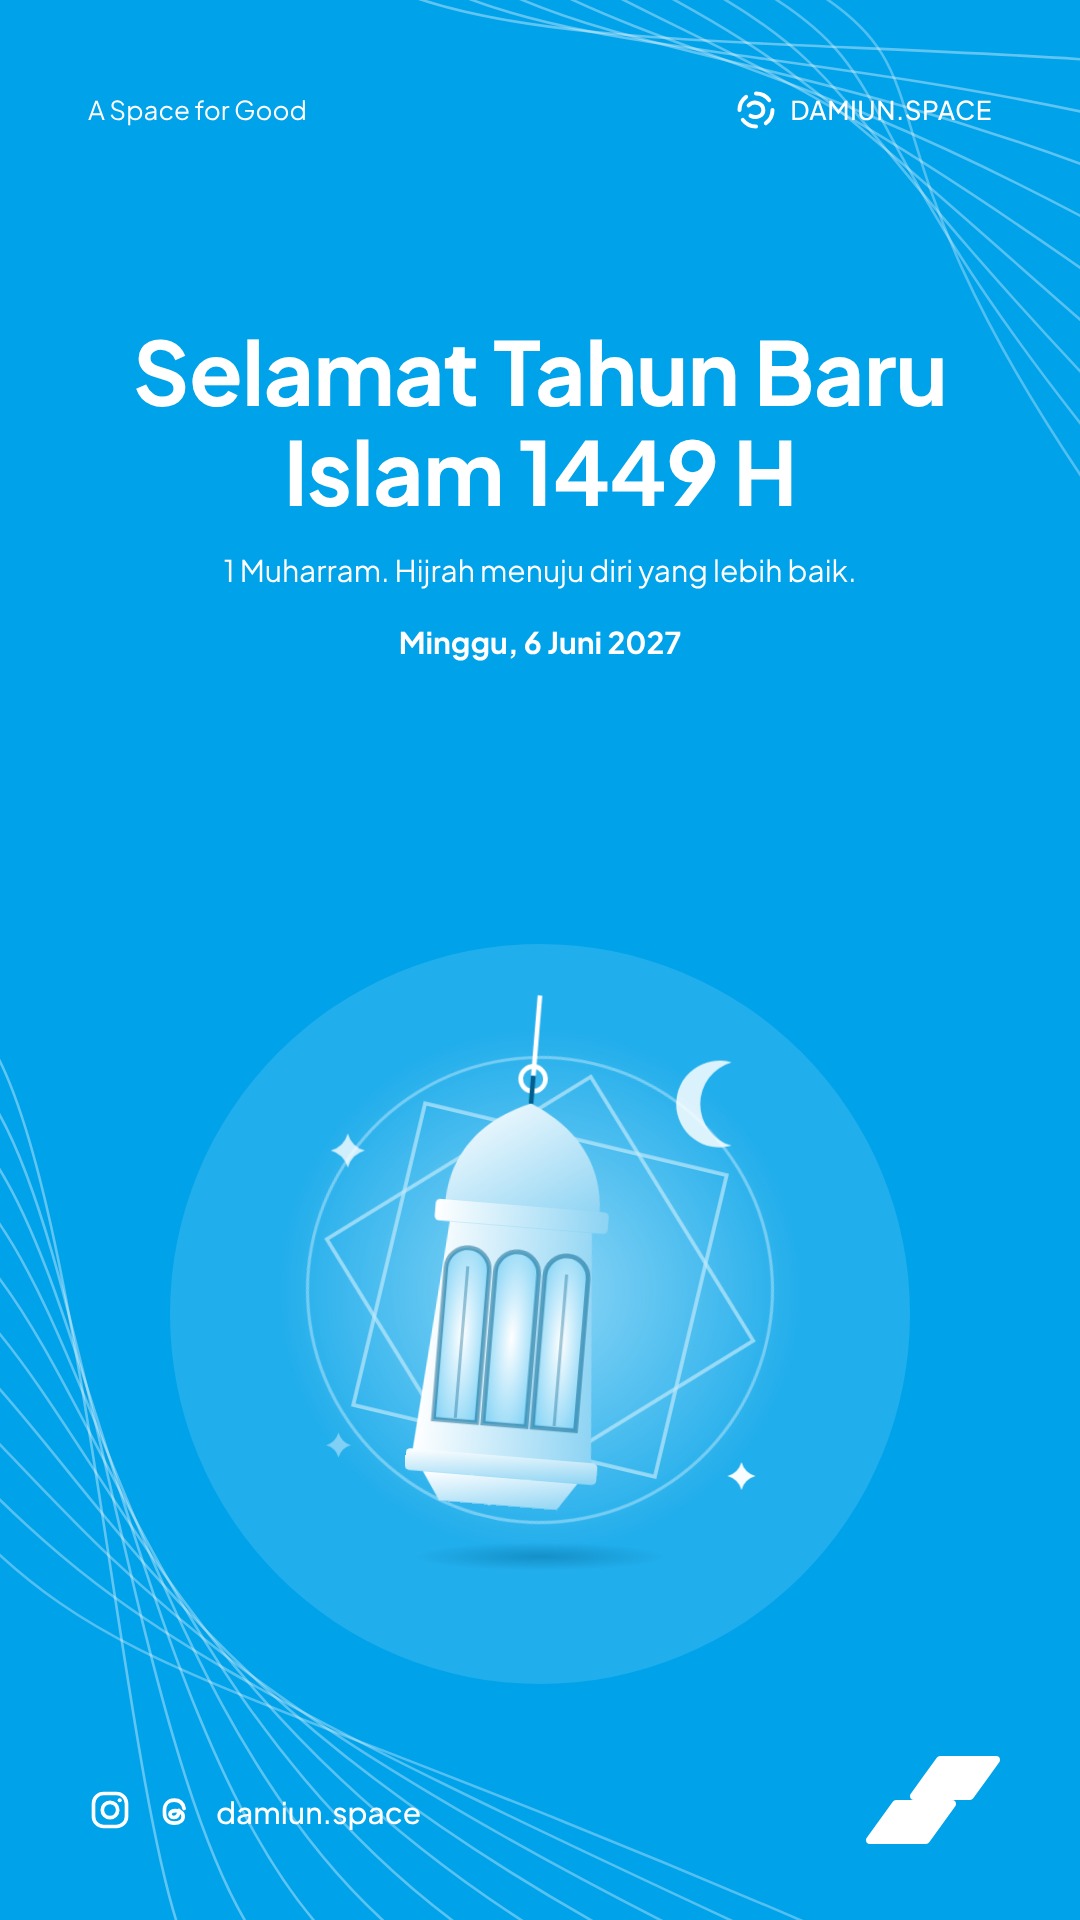 A Space for Good
DAMIUN.SPACE
Selamat Tahun Baru
Islam 1449 H
1 Muharram. Hijrah menuju diri yang lebih baik.
Minggu, 6 Juni 2027
damiun.space